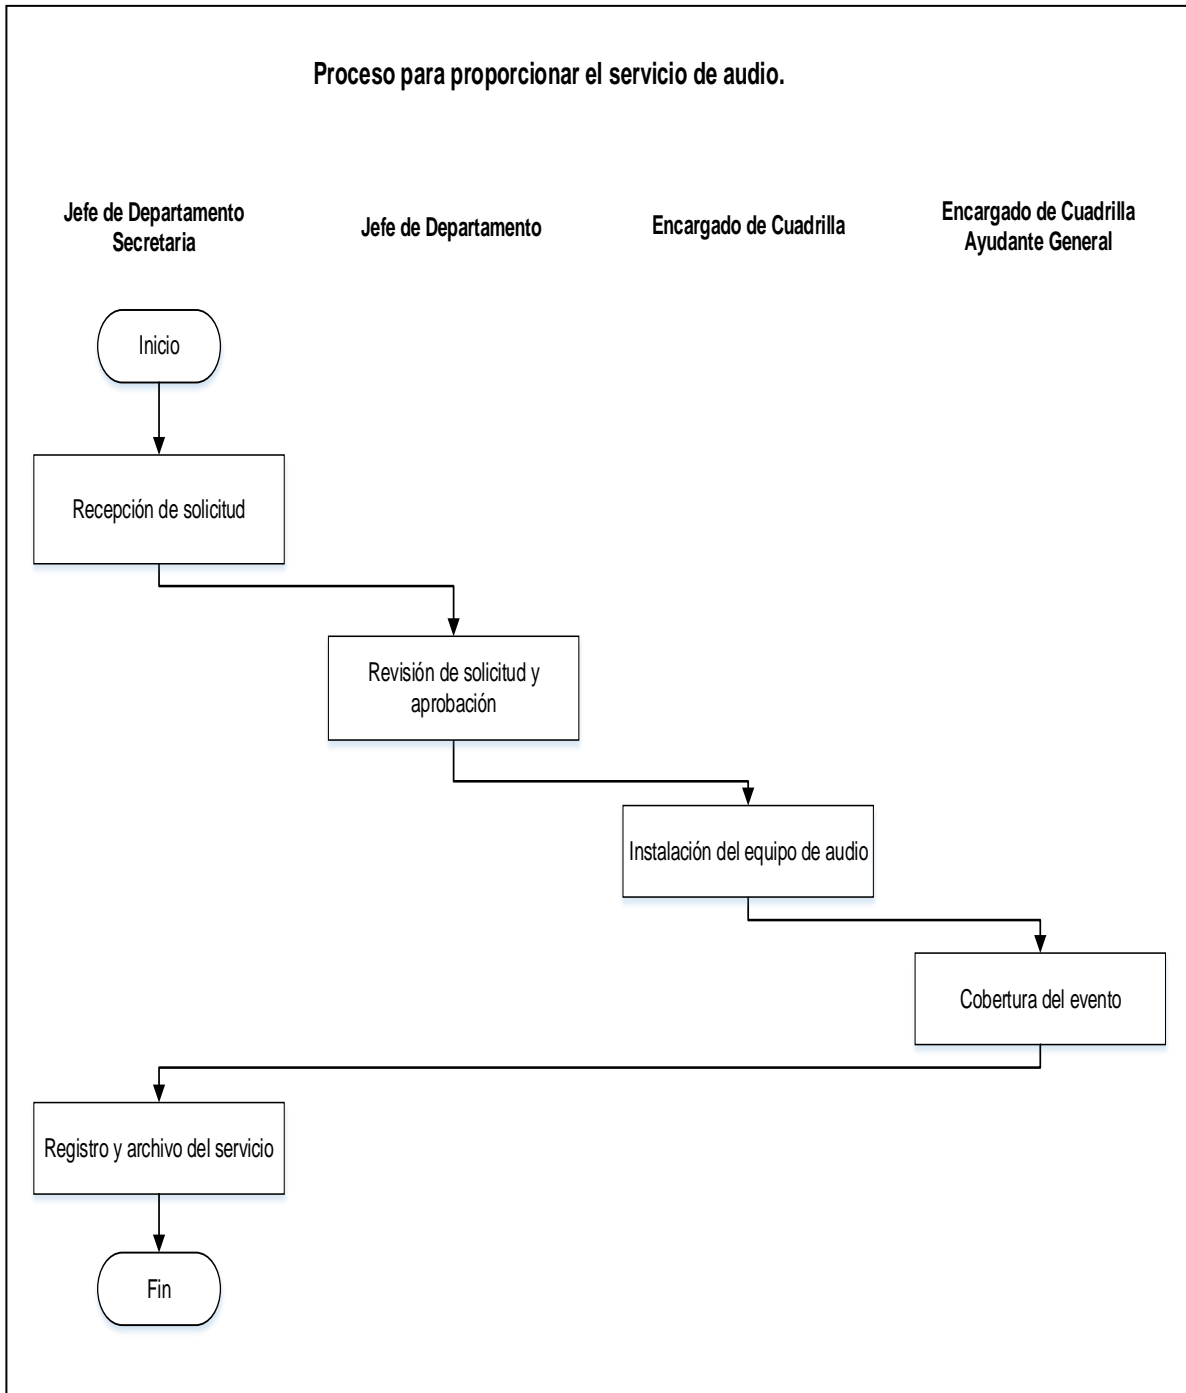 Proceso para proporcionar el servicio de audio.
Jefe de Departamento
Secretaria
Jefe de Departamento
Encargado de Cuadrilla
Encargado de Cuadrilla
Ayudante General
Inicio
Recepción de solicitud
Revisión de solicitud y
aprobación
Instalación del equipo de audio
Cobertura del evento
Registro y archivo del servicio
Fin